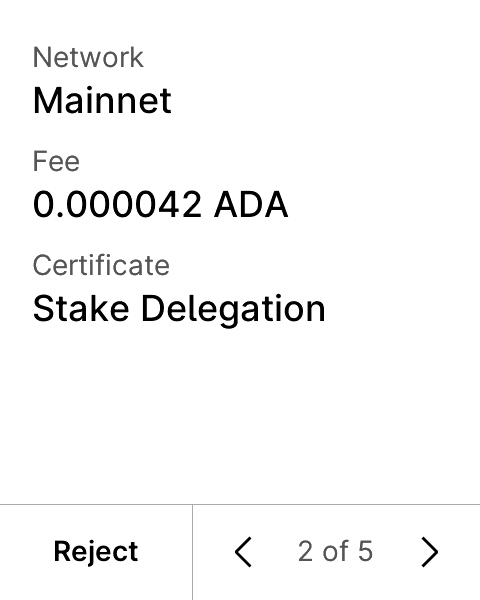 Network
Mainnet
Fee
0.000042 ADA
Certificate
Stake Delegation
Reject
2 of 5